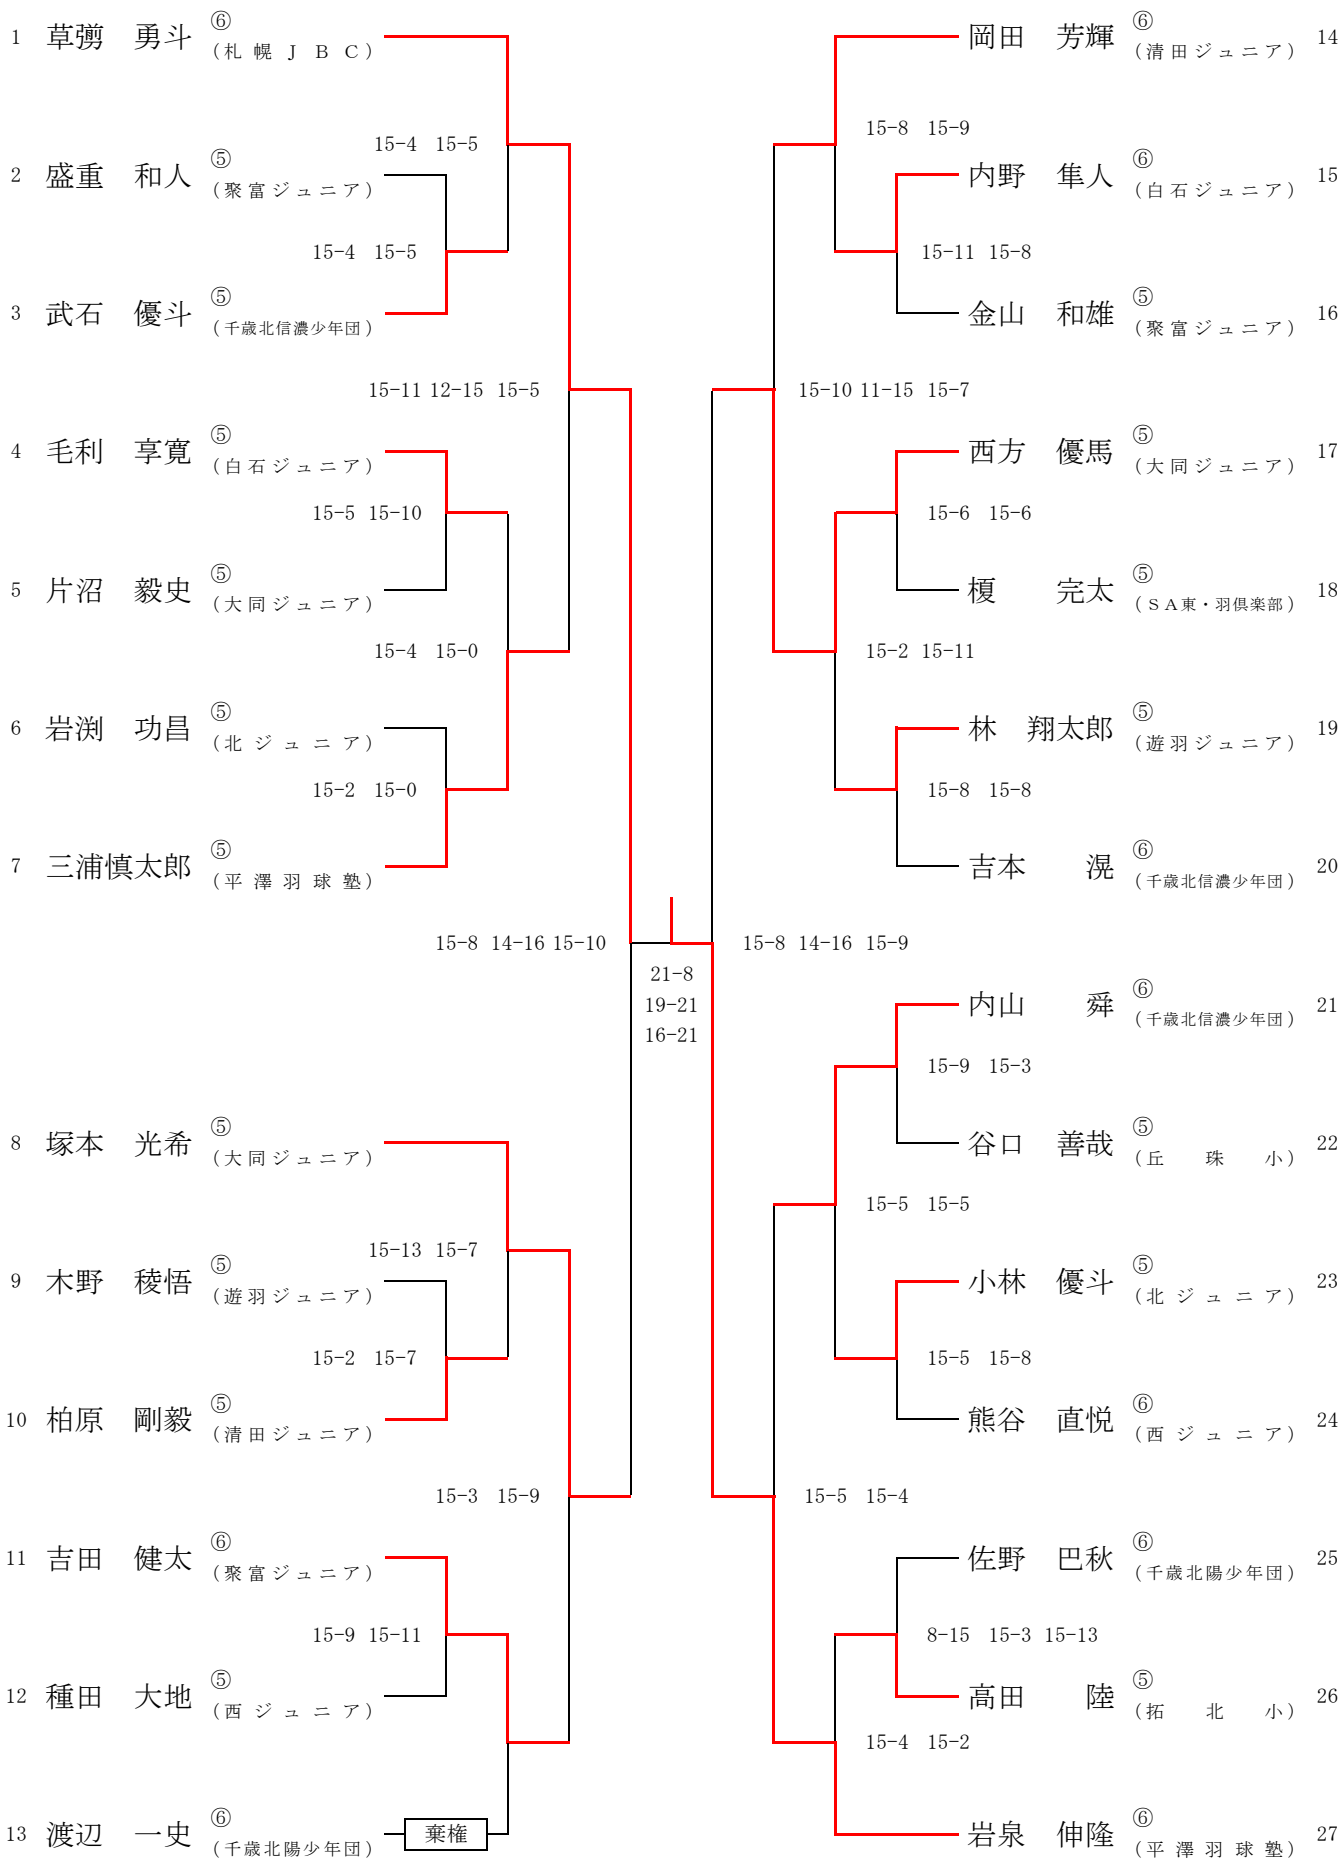 1 草彅 勇斗 ⑥ (札幌JBC)
15-4 15-5
2 盛重 和人 ⑤ (聚富ジュニア)
15-4 15-5
3 武石 優斗 ⑤ (千歳北信濃少年団)
15-11 12-15 15-5
4 毛利 享寛 ⑤ (白石ジュニア)
15-5 15-10
5 片沼 毅史 ⑤ (大同ジュニア)
15-4 15-0
6 岩渕 功昌 ⑤ (北ジュニア)
15-2 15-0
7 三浦慎太郎 ⑤ (平澤羽球塾)
15-8 14-16 15-10
8 塚本 光希 ⑤ (大同ジュニア)
15-13 15-7
9 木野 稜悟 ⑤ (遊羽ジュニア)
15-2 15-7
10 柏原 剛毅 ⑤ (清田ジュニア)
15-3 15-9
11 吉田 健太 ⑥ (聚富ジュニア)
15-9 15-11
12 種田 大地 ⑤ (西ジュニア)
13 渡辺 一史 ⑥ (千歳北陽少年団) 棄権
21-8
19-21
16-21
岡田 芳輝 ⑥ (清田ジュニア) 14
15-8 15-9
内野 隼人 ⑥ (白石ジュニア) 15
15-11 15-8
金山 和雄 ⑤ (聚富ジュニア) 16
15-10 11-15 15-7
西方 優馬 ⑤ (大同ジュニア) 17
15-6 15-6
榎 完太 ⑤ (SA東・羽倶楽部) 18
15-2 15-11
林 翔太郎 ⑤ (遊羽ジュニア) 19
15-8 15-8
吉本 滉 ⑥ (千歳北信濃少年団) 20
15-8 14-16 15-9
内山 舜 ⑥ (千歳北信濃少年団) 21
15-9 15-3
谷口 善哉 ⑤ (丘珠小) 22
15-5 15-5
小林 優斗 ⑤ (北ジュニア) 23
15-5 15-8
熊谷 直悦 ⑥ (西ジュニア) 24
15-5 15-4
佐野 巴秋 ⑥ (千歳北陽少年団) 25
8-15 15-3 15-13
高田 陸 ⑤ (拓北小) 26
15-4 15-2
岩泉 伸隆 ⑥ (平澤羽球塾) 27